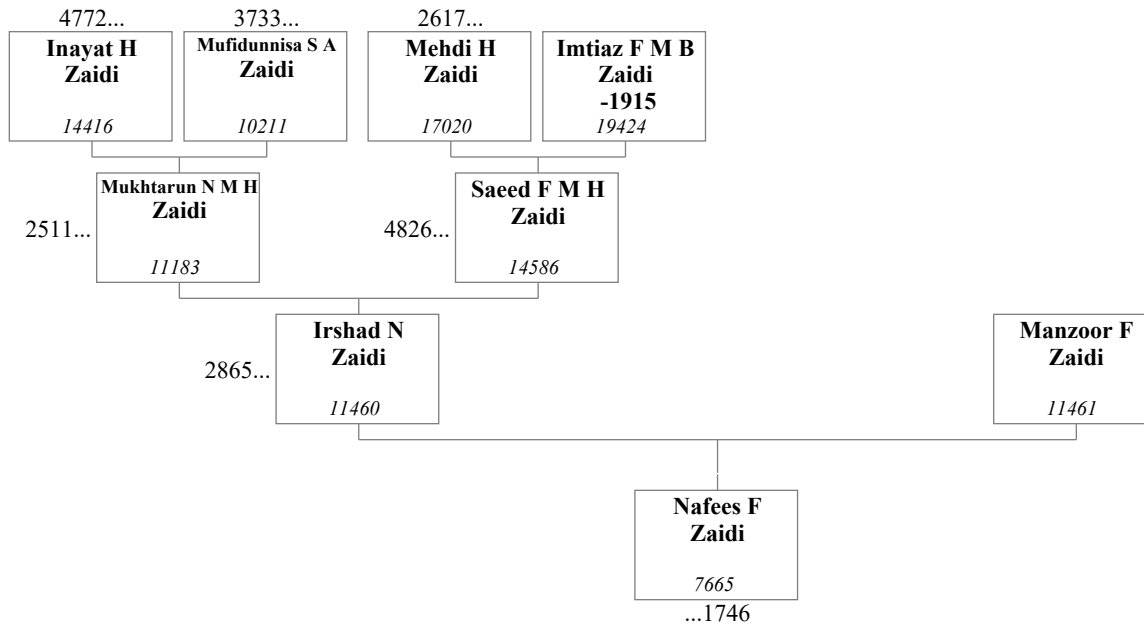 4772...
3733...
2617...
Inayat H
Zaidi
14416
Mufidunnisa S A
Zaidi
10211
Mehdi H
Zaidi
17020
Imtiaz F M B
Zaidi
-1915
19424
2511...
Mukhtarun N M H
Zaidi
11183
4826...
Saeed F M H
Zaidi
14586
2865...
Irshad N
Zaidi
11460
Manzoor F
Zaidi
11461
Nafees F
Zaidi
7665
...1746